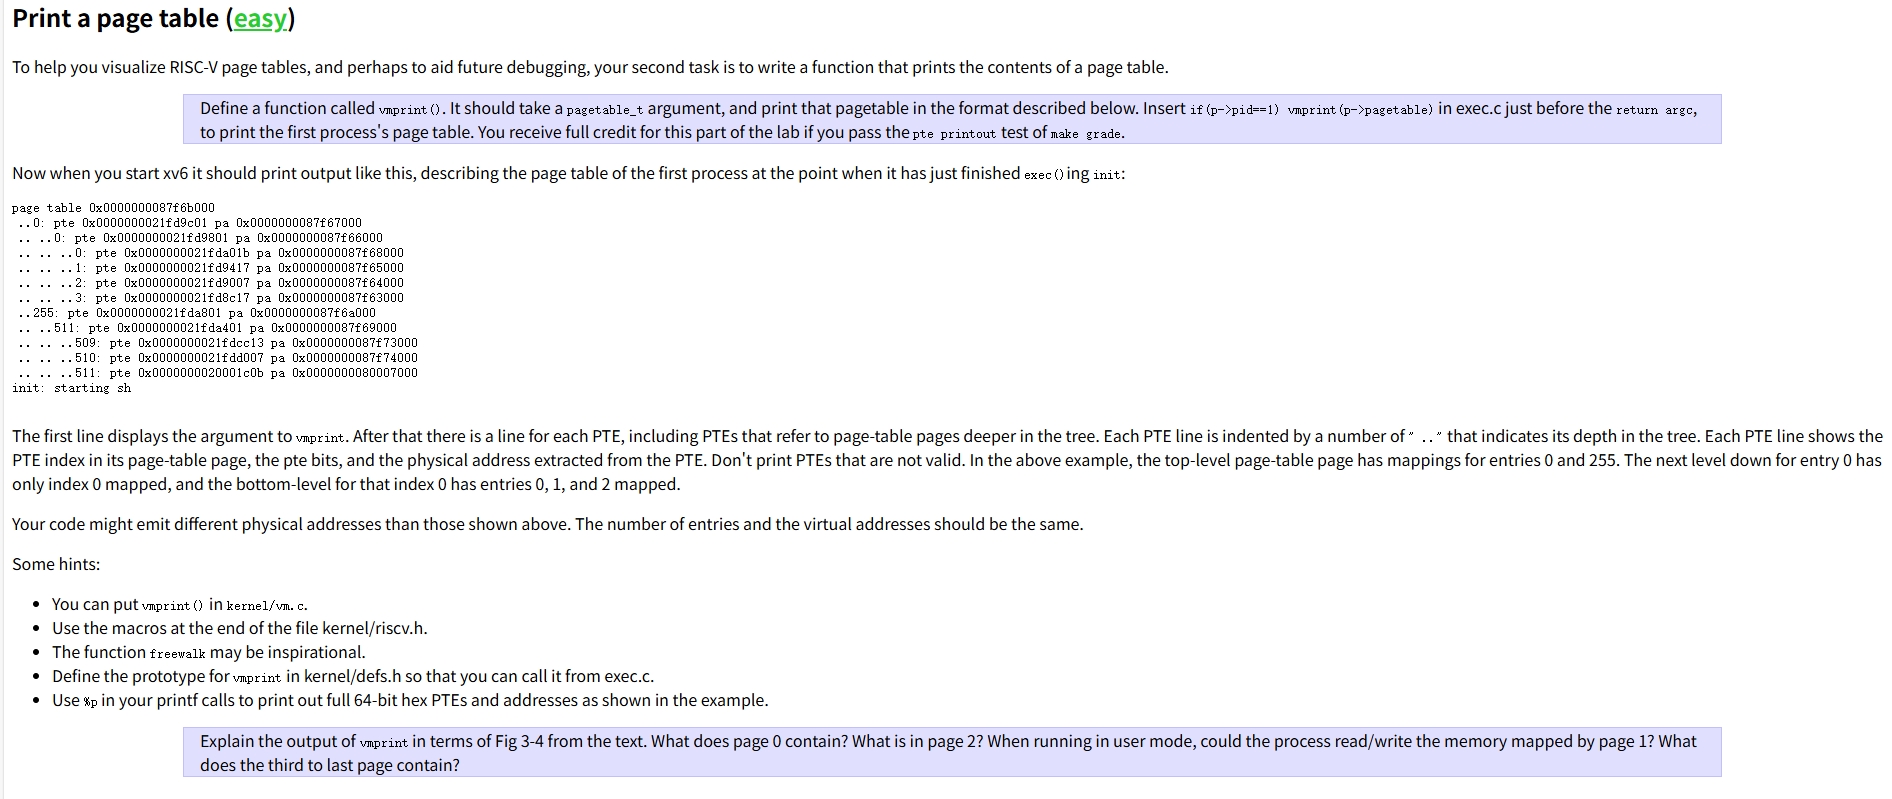 Print a page table (easy)
To help you visualize RISC-V page tables, and perhaps to aid future debugging, your second task is to write a function that prints the contents of a page table.
Define a function called vmprint(). It should take a pagetable_t argument, and print that pagetable in the format described below. Insert if(p->pid==1) vmprint(p->pagetable) in exec.c just before the return argc,
to print the first process's page table. You receive full credit for this part of the lab if you pass the pte printout test of make grade.
Now when you start xv6 it should print output like this, describing the page table of the first process at the point when it has just finished exec()ing init:
page table 0x0000000087f6b000
 ..0: pte 0x0000000021fd9c01 pa 0x0000000087f67000
 .. ..0: pte 0x0000000021fd9801 pa 0x0000000087f66000
 .. .. ..0: pte 0x0000000021fda01b pa 0x0000000087f68000
 .. .. ..1: pte 0x0000000021fd9417 pa 0x0000000087f65000
 .. .. ..2: pte 0x0000000021fd9007 pa 0x0000000087f64000
 .. .. ..3: pte 0x0000000021fd8c17 pa 0x0000000087f63000
 ..255: pte 0x0000000021fda801 pa 0x0000000087f6a000
 .. ..511: pte 0x0000000021fda401 pa 0x0000000087f69000
 .. .. ..509: pte 0x0000000021fdcc13 pa 0x0000000087f73000
 .. .. ..510: pte 0x0000000021fdd007 pa 0x0000000087f74000
 .. .. ..511: pte 0x0000000020001c0b pa 0x0000000080007000
init: starting sh
The first line displays the argument to vmprint. After that there is a line for each PTE, including PTEs that refer to page-table pages deeper in the tree. Each PTE line is indented by a number of " .." that indicates its depth in the tree. Each PTE line shows the
PTE index in its page-table page, the pte bits, and the physical address extracted from the PTE. Don't print PTEs that are not valid. In the above example, the top-level page-table page has mappings for entries 0 and 255. The next level down for entry 0 has
only index 0 mapped, and the bottom-level for that index 0 has entries 0, 1, and 2 mapped.
Your code might emit different physical addresses than those shown above. The number of entries and the virtual addresses should be the same.
Some hints:
• You can put vmprint() in kernel/vm.c.
• Use the macros at the end of the file kernel/riscv.h.
• The function freewalk may be inspirational.
• Define the prototype for vmprint in kernel/defs.h so that you can call it from exec.c.
• Use %p in your printf calls to print out full 64-bit hex PTEs and addresses as shown in the example.
Explain the output of vmprint in terms of Fig 3-4 from the text. What does page 0 contain? What is in page 2? When running in user mode, could the process read/write the memory mapped by page 1? What
does the third to last page contain?